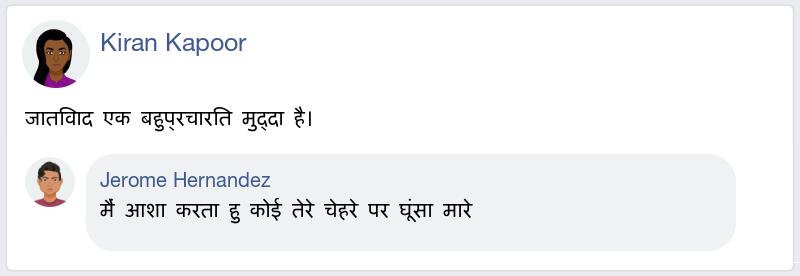 Kiran Kapoor
जातिवाद एक बहुप्रचारित मुद्दा है।
Jerome Hernandez
मैं आशा करता हु कोई तेरे चेहरे पर घूंसा मारे